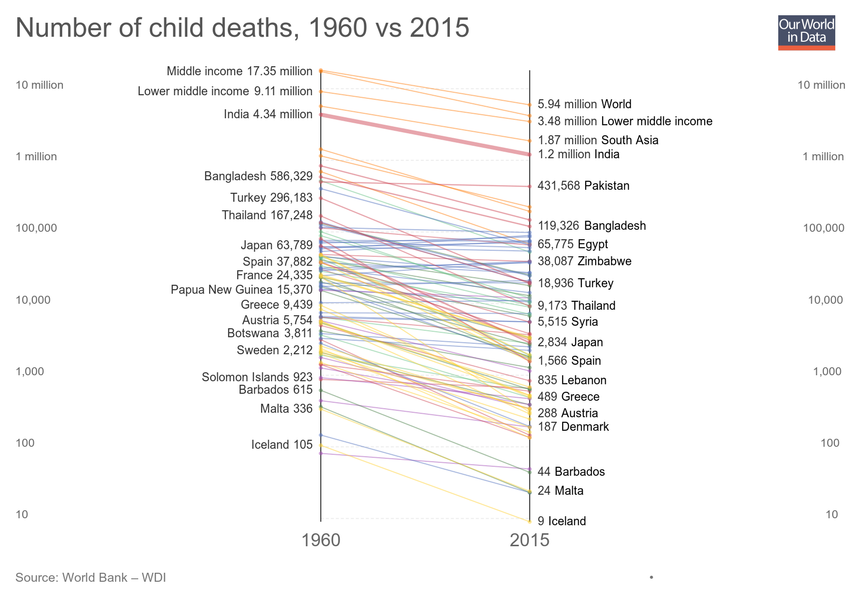 Number of child deaths, 1960 vs 2015
Our World
in Data
10 million
1 million
100,000
10,000
1,000
100
10
Middle income 17.35 million
Lower middle income 9.11 million
India 4.34 million
Bangladesh 586,329
Turkey 296,183
Thailand 167,248
Japan 63,789
Spain 37,882
France 24,335
Papua New Guinea 15,370
Greece 9,439
Austria 5,754
Botswana 3,811
Sweden 2,212
Solomon Islands 923
Barbados 615
Malta 336
Iceland 105
5.94 million World
3.48 million Lower middle income
1.87 million South Asia
1.2 million India
431,568 Pakistan
119,326 Bangladesh
65,775 Egypt
38,087 Zimbabwe
18,936 Turkey
9,173 Thailand
5,515 Syria
2,834 Japan
1,566 Spain
835 Lebanon
489 Greece
288 Austria
187 Denmark
44 Barbados
24 Malta
9 Iceland
10 million
1 million
100,000
10,000
1,000
100
10
1960
2015
Source: World Bank – WDI